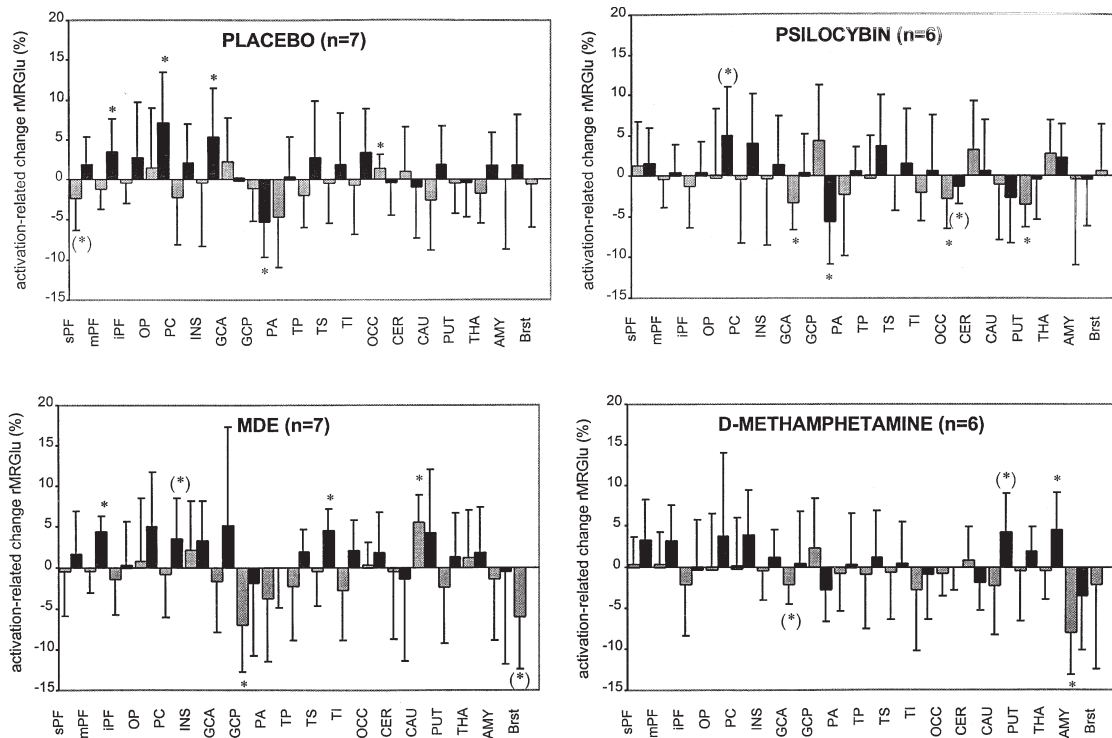 PLACEBO (n=7)
activation-related change rMRGlu (%)
20
15
10
5
0
-5
-10
15
* * * * (*) * *
sPF mPF iPF OP PC INS GCA GCP PA TP TS TI OCC CER CAU PUT THA AMY Brst
PSILOCYBIN (n=6)
activation-related change rMRGlu (%)
20
15
10
5
0
-5
-10
-15
(*) * * * (*) *
sPF mPF iPF OP PC INS GCA GCP PA TP TS TI OCC CER CAU PUT THA AMY Brst
MDE (n=7)
activation-related change rMRGlu (%)
20
15
10
5
0
-5
-10
-15
* (*) * * * (*)
sPF mPF iPF OP PC INS GCA GCP PA TP TS TI OCC CER CAU PUT THA AMY Brst
D-METHAMPHETAMINE (n=6)
activation-related change rMRGlu (%)
20
15
10
5
0
-5
-10
-15
(*) (*) * *
sPF mPF iPF OP PC INS GCA GCP PA TP TS TI OCC CER CAU PUT THA AMY Brst